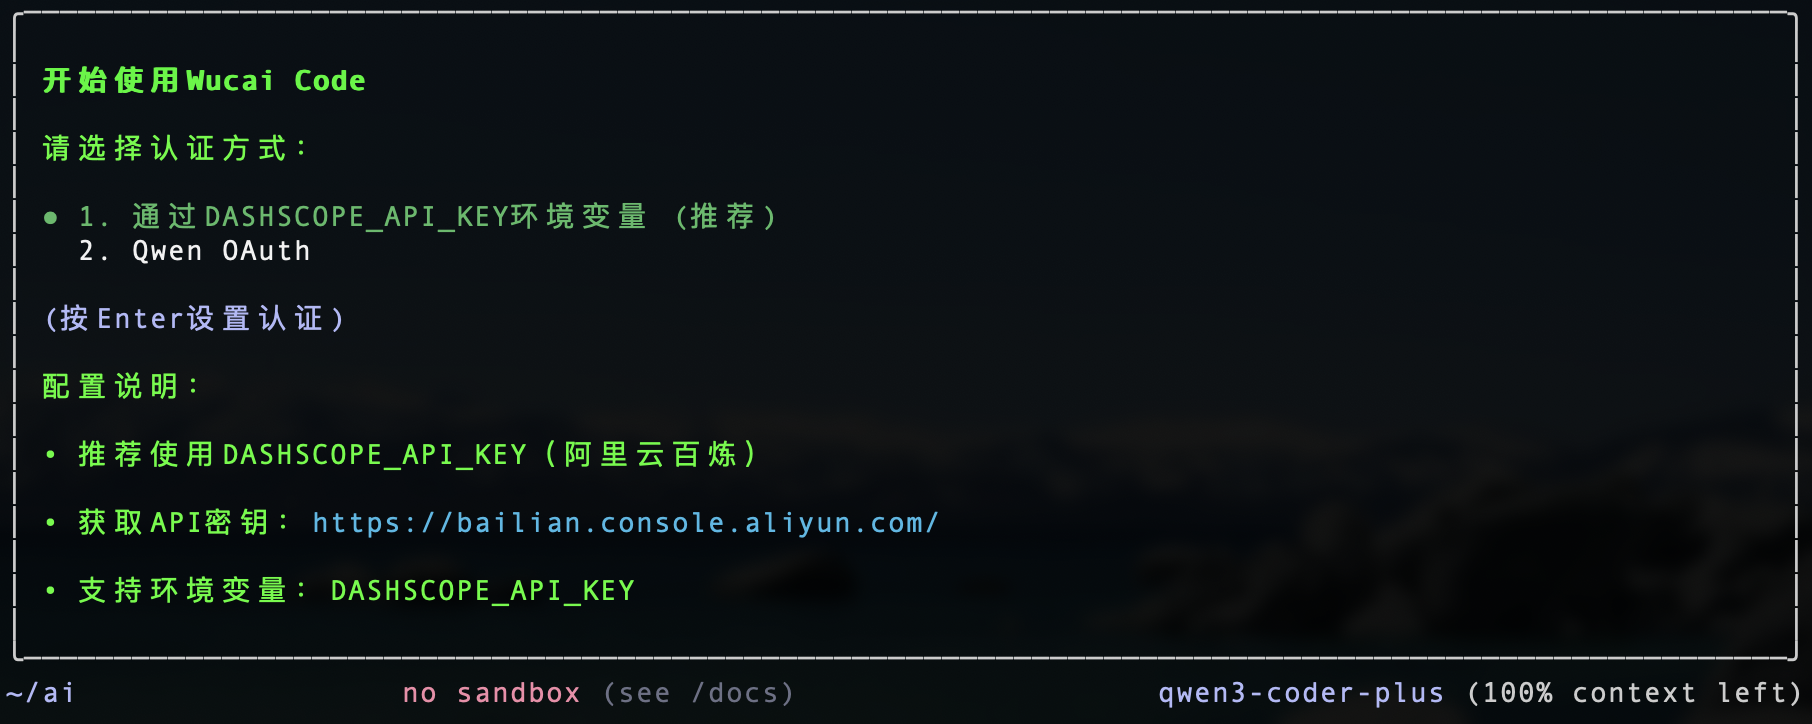 开始使用Wucai Code
请选择认证方式：
● 1. 通过DASHSCOPE_API_KEY环境变量 (推荐)
2. Qwen OAuth
(按Enter设置认证)
配置说明：
• 推荐使用DASHSCOPE_API_KEY（阿里云百炼）
• 获取API密钥： https://bailian.console.aliyun.com/
• 支持环境变量： DASHSCOPE_API_KEY
~/ai no sandbox (see /docs) qwen3-coder-plus (100% context left)